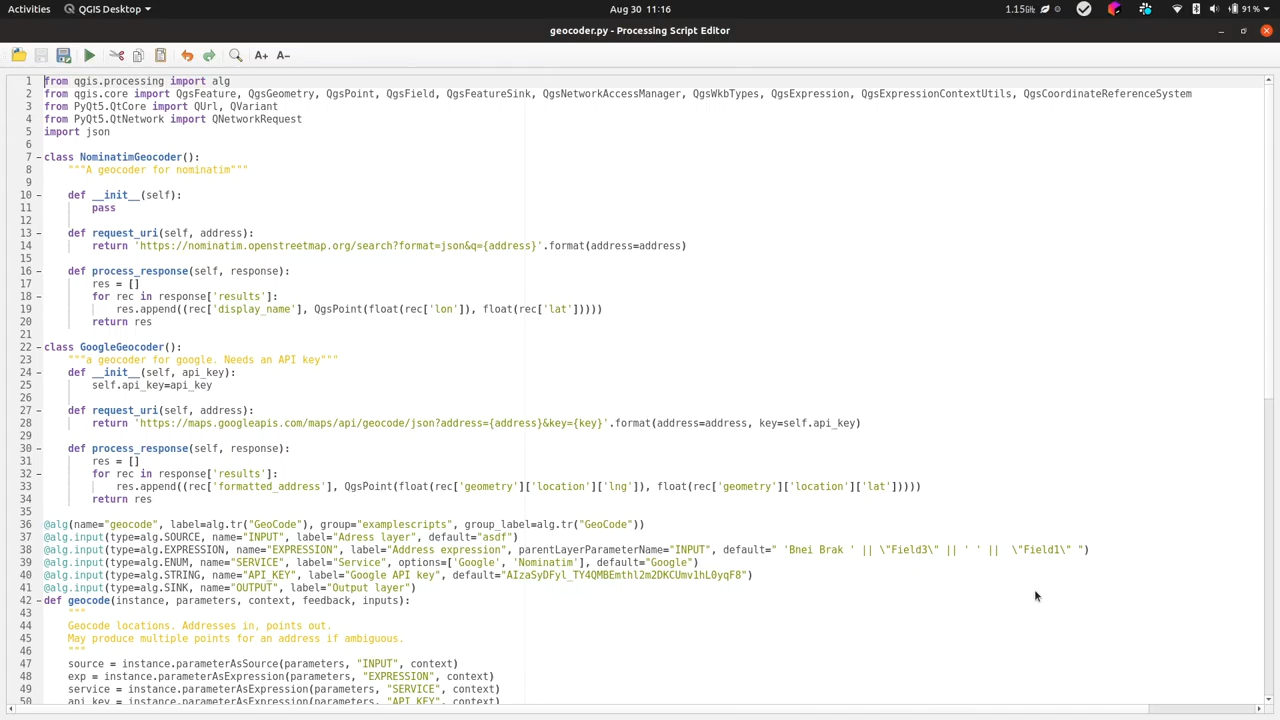 Activities QGIS Desktop Aug 30 11:16 1.15GHz 91%
geocoder.py - Processing Script Editor
A+ A−
1 from qgis.processing import alg
2 from qgis.core import QgsFeature, QgsGeometry, QgsPoint, QgsField, QgsFeatureSink, QgsNetworkAccessManager, QgsWkbTypes, QgsExpression, QgsExpressionContextUtils, QgsCoordinateReferenceSystem
3 from PyQt5.QtCore import QUrl, QVariant
4 from PyQt5.QtNetwork import QNetworkRequest
5 import json
6
7 class NominatimGeocoder():
8 """A geocoder for nominatim"""
9
10 def __init__(self):
11 pass
12
13 def request_uri(self, address):
14 return 'https://nominatim.openstreetmap.org/search?format=json&q={address}'.format(address=address)
15
16 def process_response(self, response):
17 res = []
18 for rec in response['results']:
19 res.append((rec['display_name'], QgsPoint(float(rec['lon']), float(rec['lat']))))
20 return res
21
22 class GoogleGeocoder():
23 """a geocoder for google. Needs an API key"""
24 def __init__(self, api_key):
25 self.api_key=api_key
26
27 def request_uri(self, address):
28 return 'https://maps.googleapis.com/maps/api/geocode/json?address={address}&key={key}'.format(address=address, key=self.api_key)
29
30 def process_response(self, response):
31 res = []
32 for rec in response['results']:
33 res.append((rec['formatted_address'], QgsPoint(float(rec['geometry']['location']['lng']), float(rec['geometry']['location']['lat']))))
34 return res
35
36 @alg(name="geocode", label=alg.tr("GeoCode"), group="examplescripts", group_label=alg.tr("GeoCode"))
37 @alg.input(type=alg.SOURCE, name="INPUT", label="Adress layer", default="asdf")
38 @alg.input(type=alg.EXPRESSION, name="EXPRESSION", label="Address expression", parentLayerParameterName="INPUT", default=" 'Bnei Brak ' || \"Field3\" || ' ' || \"Field1\" ")
39 @alg.input(type=alg.ENUM, name="SERVICE", label="Service", options=['Google', 'Nominatim'], default="Google")
40 @alg.input(type=alg.STRING, name="API_KEY", label="Google API key", default="AIzaSyDFyl_TY4QMBEmthl2m2DKCUmv1hL0yqF8")
41 @alg.input(type=alg.SINK, name="OUTPUT", label="Output layer")
42 def geocode(instance, parameters, context, feedback, inputs):
43 """
44 Geocode locations. Addresses in, points out.
45 May produce multiple points for an address if ambiguous.
46 """
47 source = instance.parameterAsSource(parameters, "INPUT", context)
48 exp = instance.parameterAsExpression(parameters, "EXPRESSION", context)
49 service = instance.parameterAsExpression(parameters, "SERVICE", context)
50 api_key = instance.parameterAsExpression(parameters, "API_KEY", context)